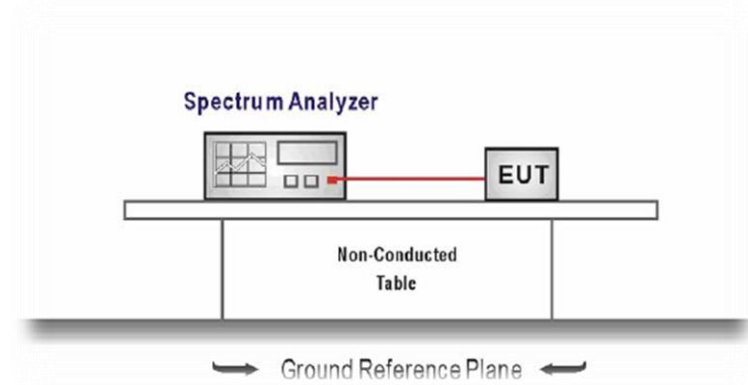 Spectrum Analyzer
EUT
Non-Conducted
Table
Ground Reference Plane